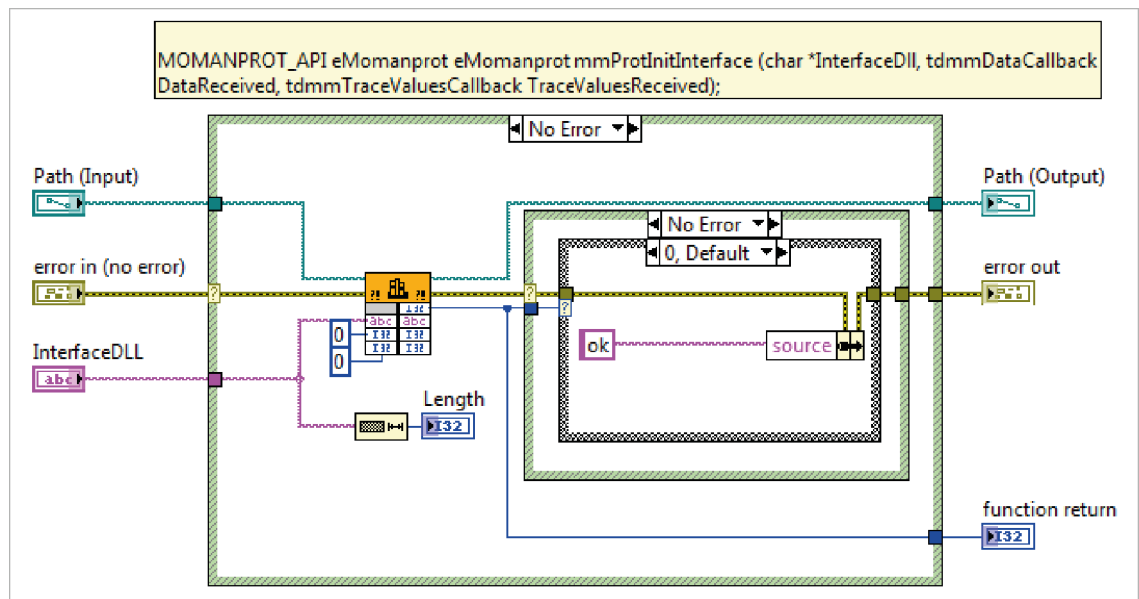 MOMANPROT_API eMomanprot eMomanprot mmProtInitInterface (char *InterfaceDll, tdmmDataCallback
DataReceived, tdmmTraceValuesCallback TraceValuesReceived);
No Error
Path (Input)
Path (Output)
No Error
0, Default
error in (no error)
error out
?!
?!
?
?
?
I32
abc
abc
0
I32
I32
I32
I32
0
ok
source
InterfaceDLL
abc
Length
I32
function return
I32